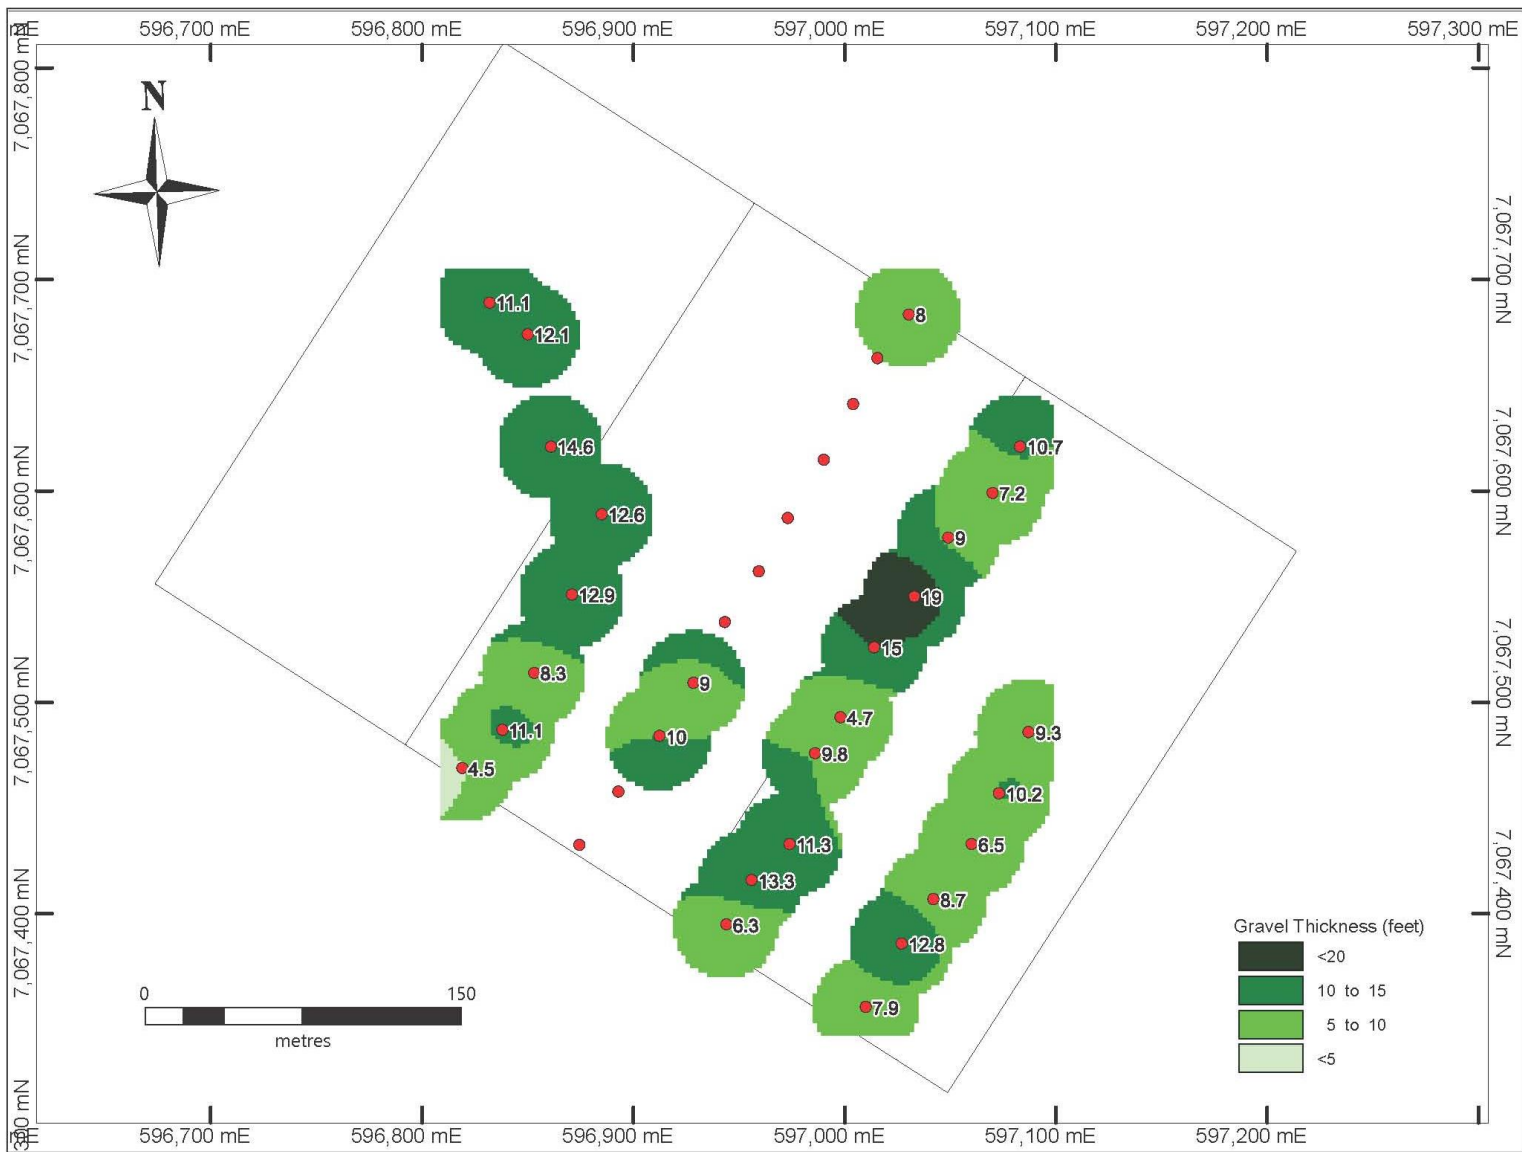 mE 596,700 mE 596,800 mE 596,900 mE 597,000 mE 597,100 mE 597,200 mE 597,300 mE
7,067,800 mN
N
7,067,700 mN
7,067,700 mN
11.1
8
12.1
14.6
10.7
7.2
12.6
7,067,600 mN
7,067,600 mN
9
12.9
19
15
8.3
9
4.7
7,067,500 mN
7,067,500 mN
11.1
10
9.3
9.8
4.5
10.2
11.3
6.5
13.3
8.7
6.3
12.8
7,067,400 mN
7,067,400 mN
Gravel Thickness (feet)
<20
10 to 15
5 to 10
<5
0 150
metres
7.9
300 mN
mE 596,700 mE 596,800 mE 596,900 mE 597,000 mE 597,100 mE 597,200 mE